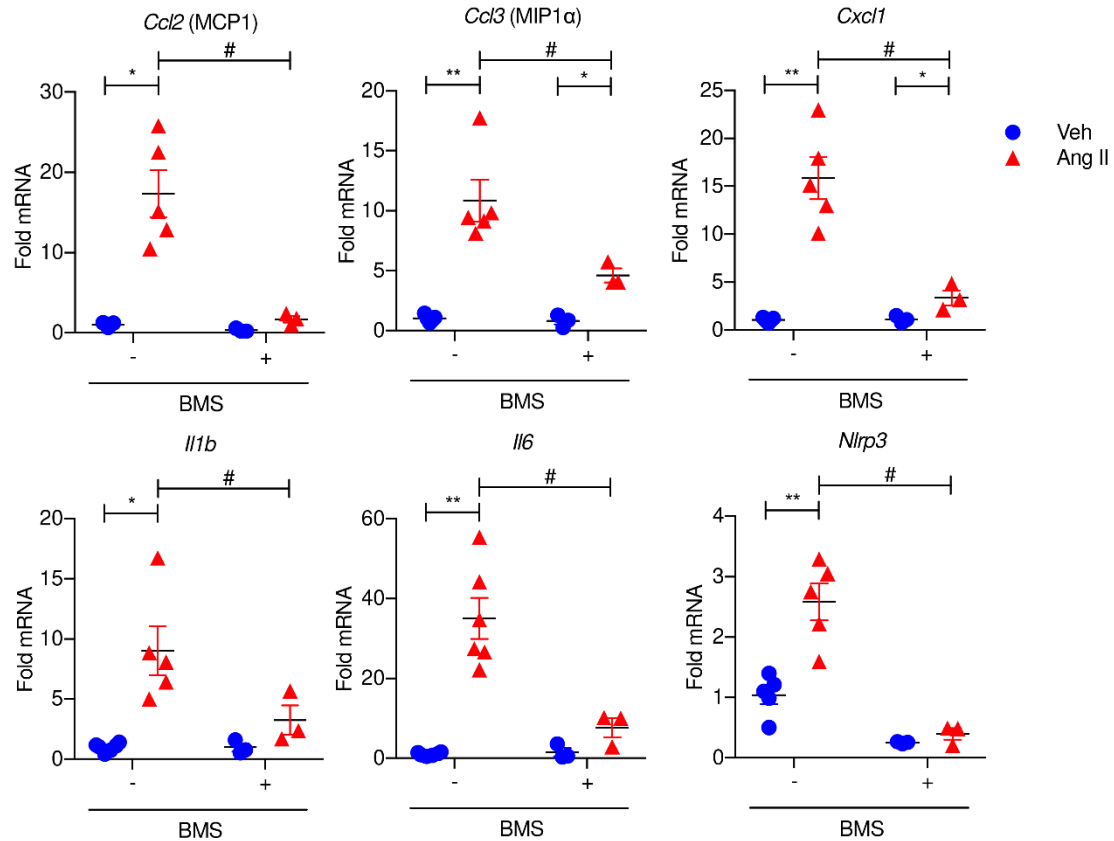 Ccl2 (MCP1)
#
*
Fold mRNA
30
20
10
0
-
+
BMS
Ccl3 (MIP1α)
#
**
*
Fold mRNA
20
15
10
5
0
-
+
BMS
Cxcl1
#
**
*
Fold mRNA
25
20
15
10
5
0
-
+
BMS
Veh
Ang II
Il1b
#
*
Fold mRNA
20
15
10
5
0
-
+
BMS
Il6
#
**
Fold mRNA
60
40
20
0
-
+
BMS
Nlrp3
#
**
Fold mRNA
4
3
2
1
0
-
+
BMS